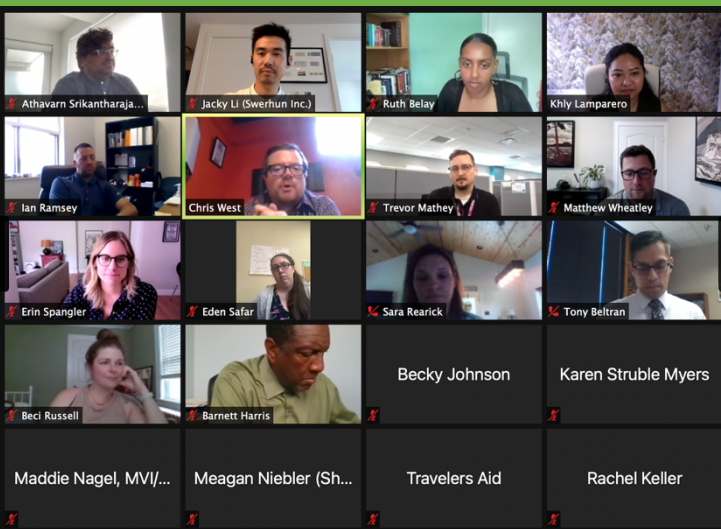 Athavarn Srikantharaja...
Jacky Li (Swerhun Inc.)
Ruth Belay
Khly Lamparero
Ian Ramsey
Chris West
Trevor Mathey
Matthew Wheatley
Erin Spangler
Eden Safar
Sara Rearick
Tony Beltran
Beci Russell
Barnett Harris
Becky Johnson
Karen Struble Myers
Maddie Nagel, MVI/...
Meagan Niebler (Sh...
Travelers Aid
Rachel Keller